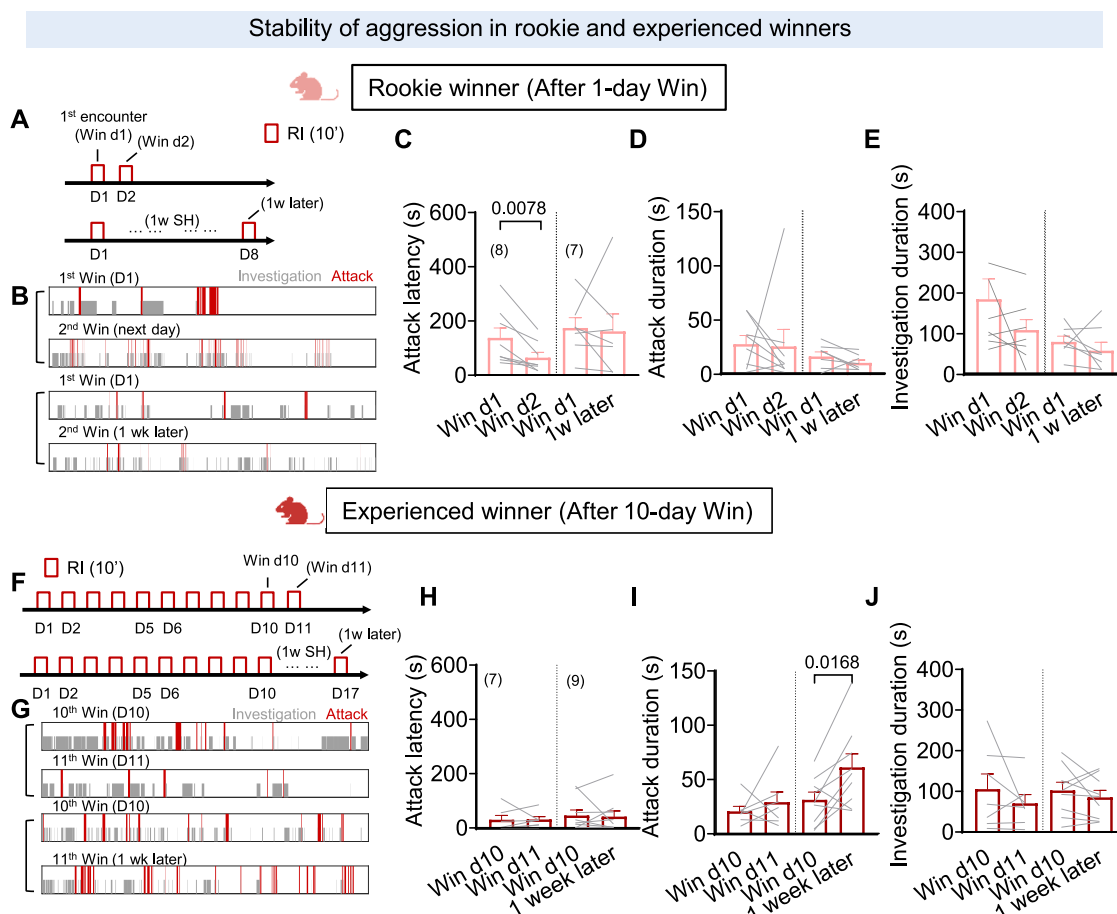 Stability of aggression in rookie and experienced winners
Rookie winner (After 1-day Win)
A
1st encounter
(Win d1)
(Win d2)
RI (10')
D1
D2
(1w later)
(1w SH)
... ...
... ...
D1
D8
B
1st Win (D1)
Investigation
Attack
2nd Win (next day)
1st Win (D1)
2nd Win (1 wk later)
C
Attack latency (s)
600
400
200
0
0.0078
(8)
(7)
Win d1
Win d2
Win d1
1w later
D
Attack duration (s)
150
100
50
0
Win d1
Win d2
Win d1
1 w later
E
Investigation duration (s)
400
300
200
100
0
Win d1
Win d2
Win d1
1w later
Experienced winner (After 10-day Win)
F
RI (10')
Win d10
(Win d11)
D1
D2
D5
D6
D10
D11
(1w later)
(1w SH)
... ...
D1
D2
D5
D6
D10
D17
G
10th Win (D10)
Investigation
Attack
11th Win (D11)
10th Win (D10)
11th Win (1 wk later)
H
Attack latency (s)
600
400
200
0
(7)
(9)
Win d10
Win d11
Win d10
1 week later
I
Attack duration (s)
150
100
50
0
0.0168
Win d10
Win d11
Win d10
1 week later
J
Investigation duration (s)
400
300
200
100
0
Win d10
Win d11
Win d10
1 week later